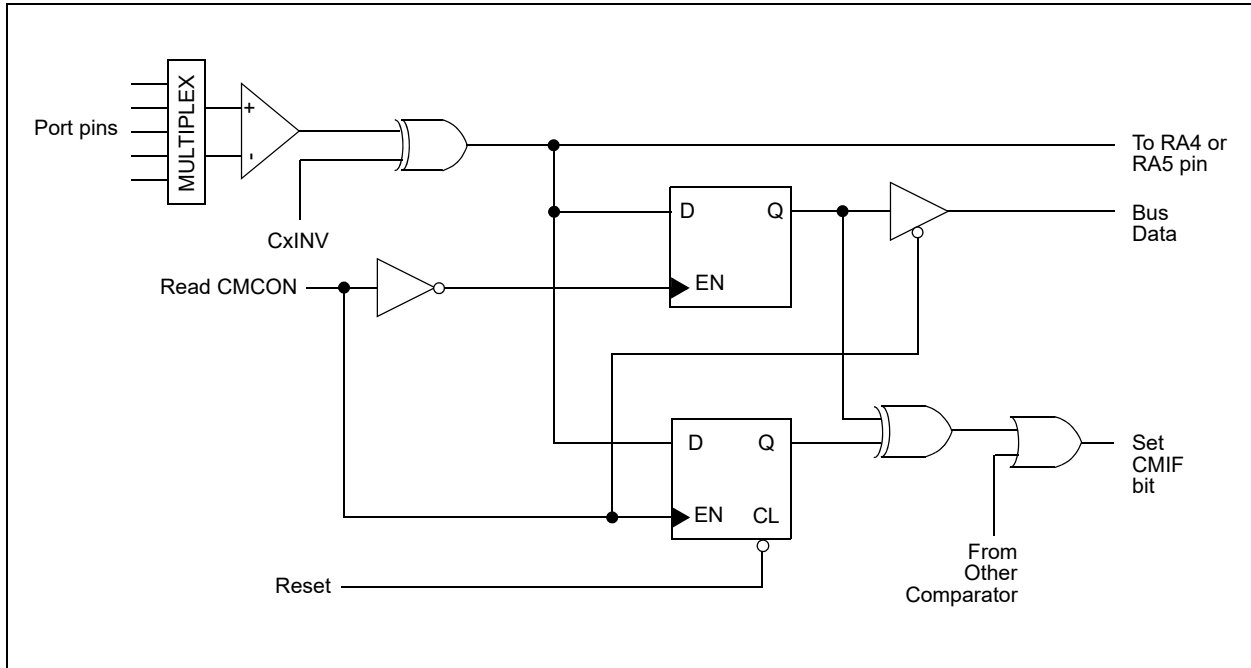 MULTIPLEX
Port pins
+
-
CxINV
To RA4 or
RA5 pin
D
Q
EN
Bus
Data
Read CMCON
D
Q
EN
CL
Set
CMIF
bit
From
Other
Comparator
Reset